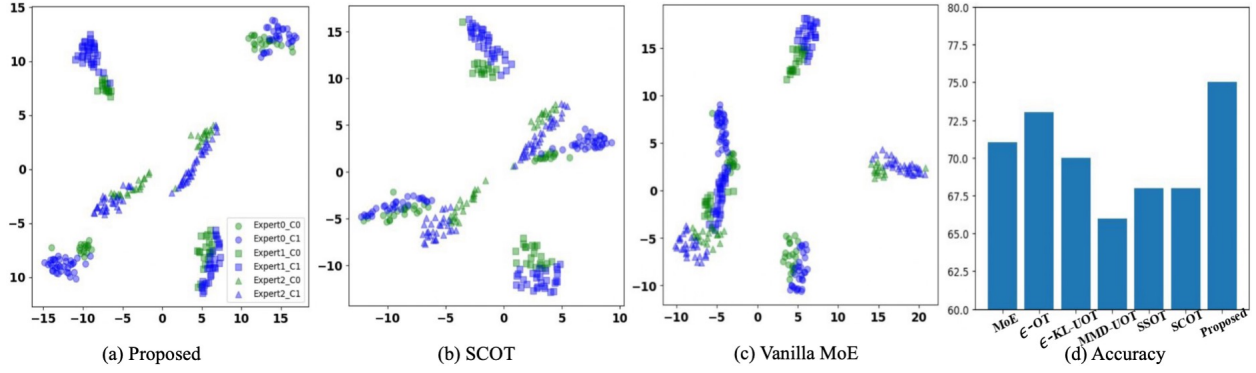 15
10
5
0
−5
10
−15
−10
−5
0
5
10
15
Expert0_C0
Expert0_C1
Expert1_C0
Expert1_C1
Expert2_C0
Expert2_C1
(a) Proposed
15
10
5
0
−5
−10
−10
−5
0
5
10
(b) SCOT
15
10
5
0
−5
−10
−10
−5
0
5
10
15
20
(c) Vanilla MoE
80.0
77.5
75.0
72.5
70.0
67.5
65.0
62.5
60.0
MoE
ϵ-OT
ϵ-KL-UOT
MMD-UOT
SSOT
SCOT
Proposed
(d) Accuracy